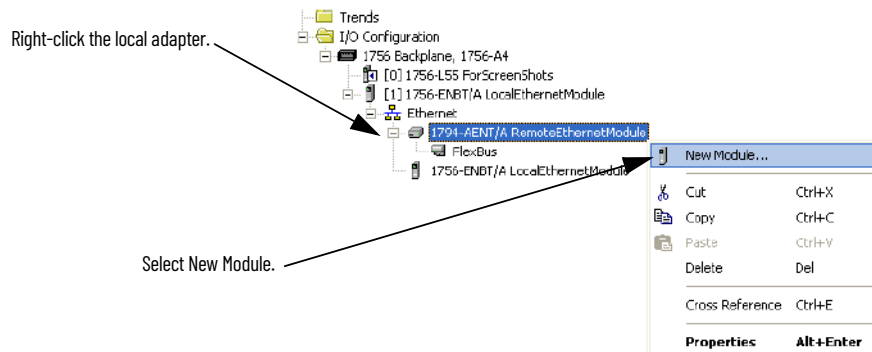 Trends
Right-click the local adapter.
I/O Configuration
1756 Backplane, 1756-A4
[0] 1756-L55 ForScreenShots
[1] 1756-ENBT/A LocalEthernetModule
Ethernet
1794-AENT/A RemoteEthernetModule
FlexBus
New Module...
1756-ENBT/A LocalEthernetModule
Cut Ctrl+X
Copy Ctrl+C
Paste Ctrl+V
Select New Module.
Delete Del
Cross Reference Ctrl+E
Properties Alt+Enter